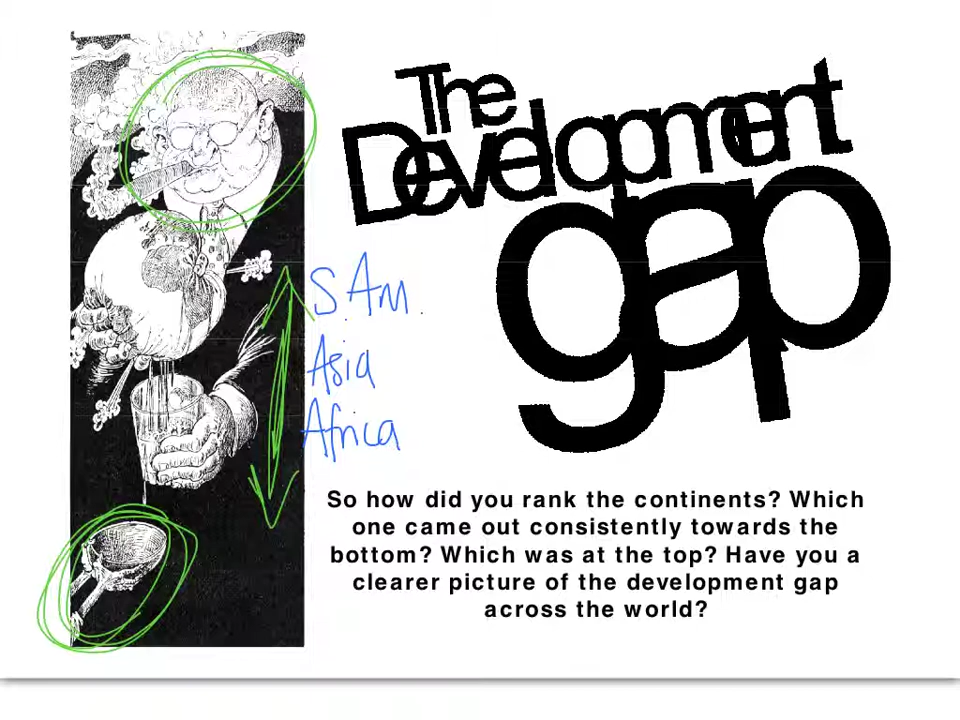 The
Development
gap
S. Am.
Asia
Africa
So how did you rank the continents? Which
one came out consistently towards the
bottom? Which was at the top? Have you a
clearer picture of the development gap
across the world?